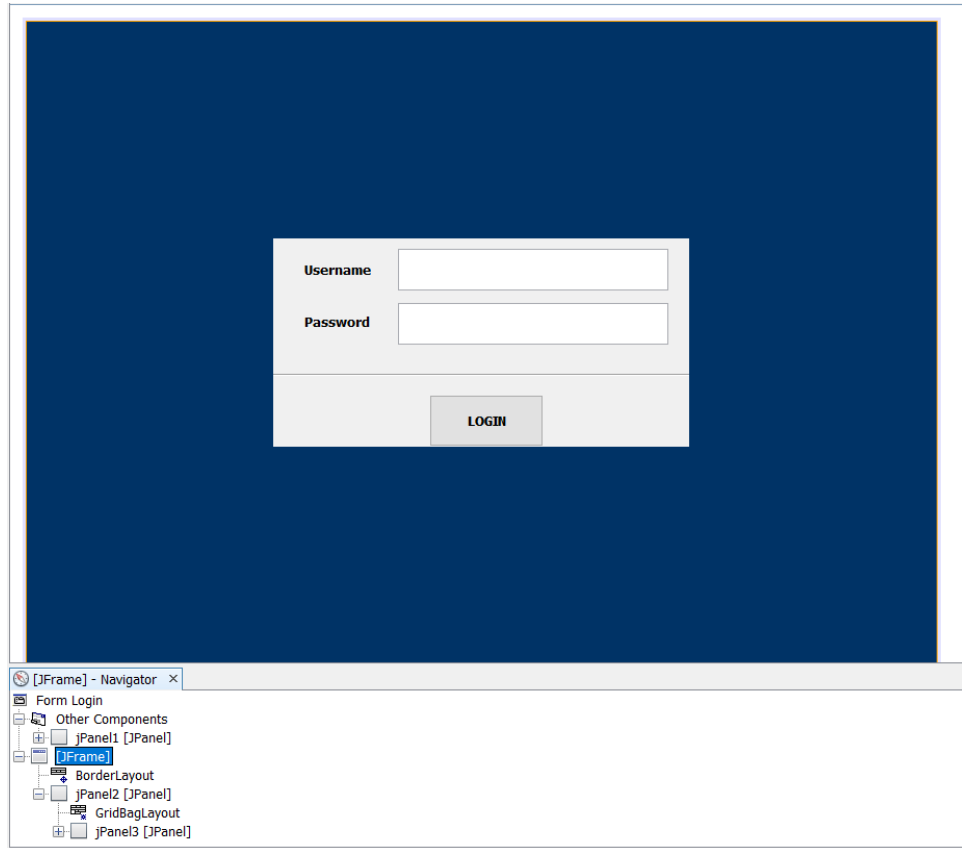 Username
Password
LOGIN
[JFrame] - Navigator ×
Form Login
Other Components
jPanel1 [JPanel]
[JFrame]
BorderLayout
jPanel2 [JPanel]
GridBagLayout
jPanel3 [JPanel]